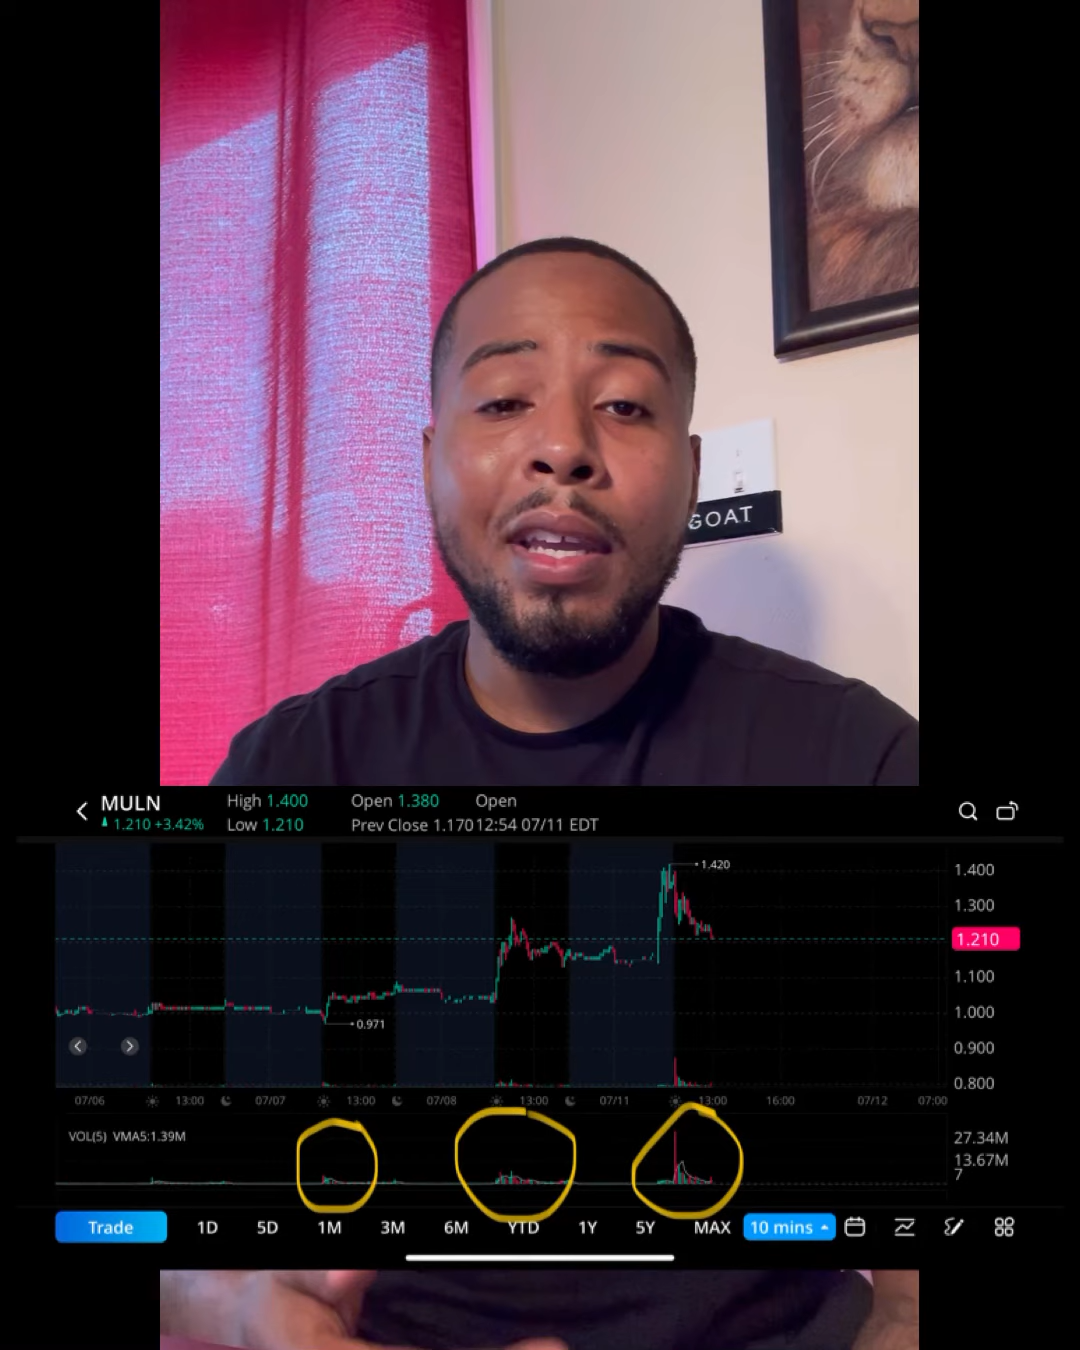 GOAT
MULN
1.210 +3.42%
High 1.400
Low 1.210
Open 1.380
Prev Close 1.170
Open
12:54 07/11 EDT
1.420
0.971
1.400
1.300
1.210
1.100
1.000
0.900
0.800
07/06 13:00 07/07 13:00 07/08 13:00 07/11 13:00 16:00 07/12 07:00
VOL(5) VMA5:1.39M
27.34M
13.67M
7
Trade 1D 5D 1M 3M 6M YTD 1Y 5Y MAX 10 mins